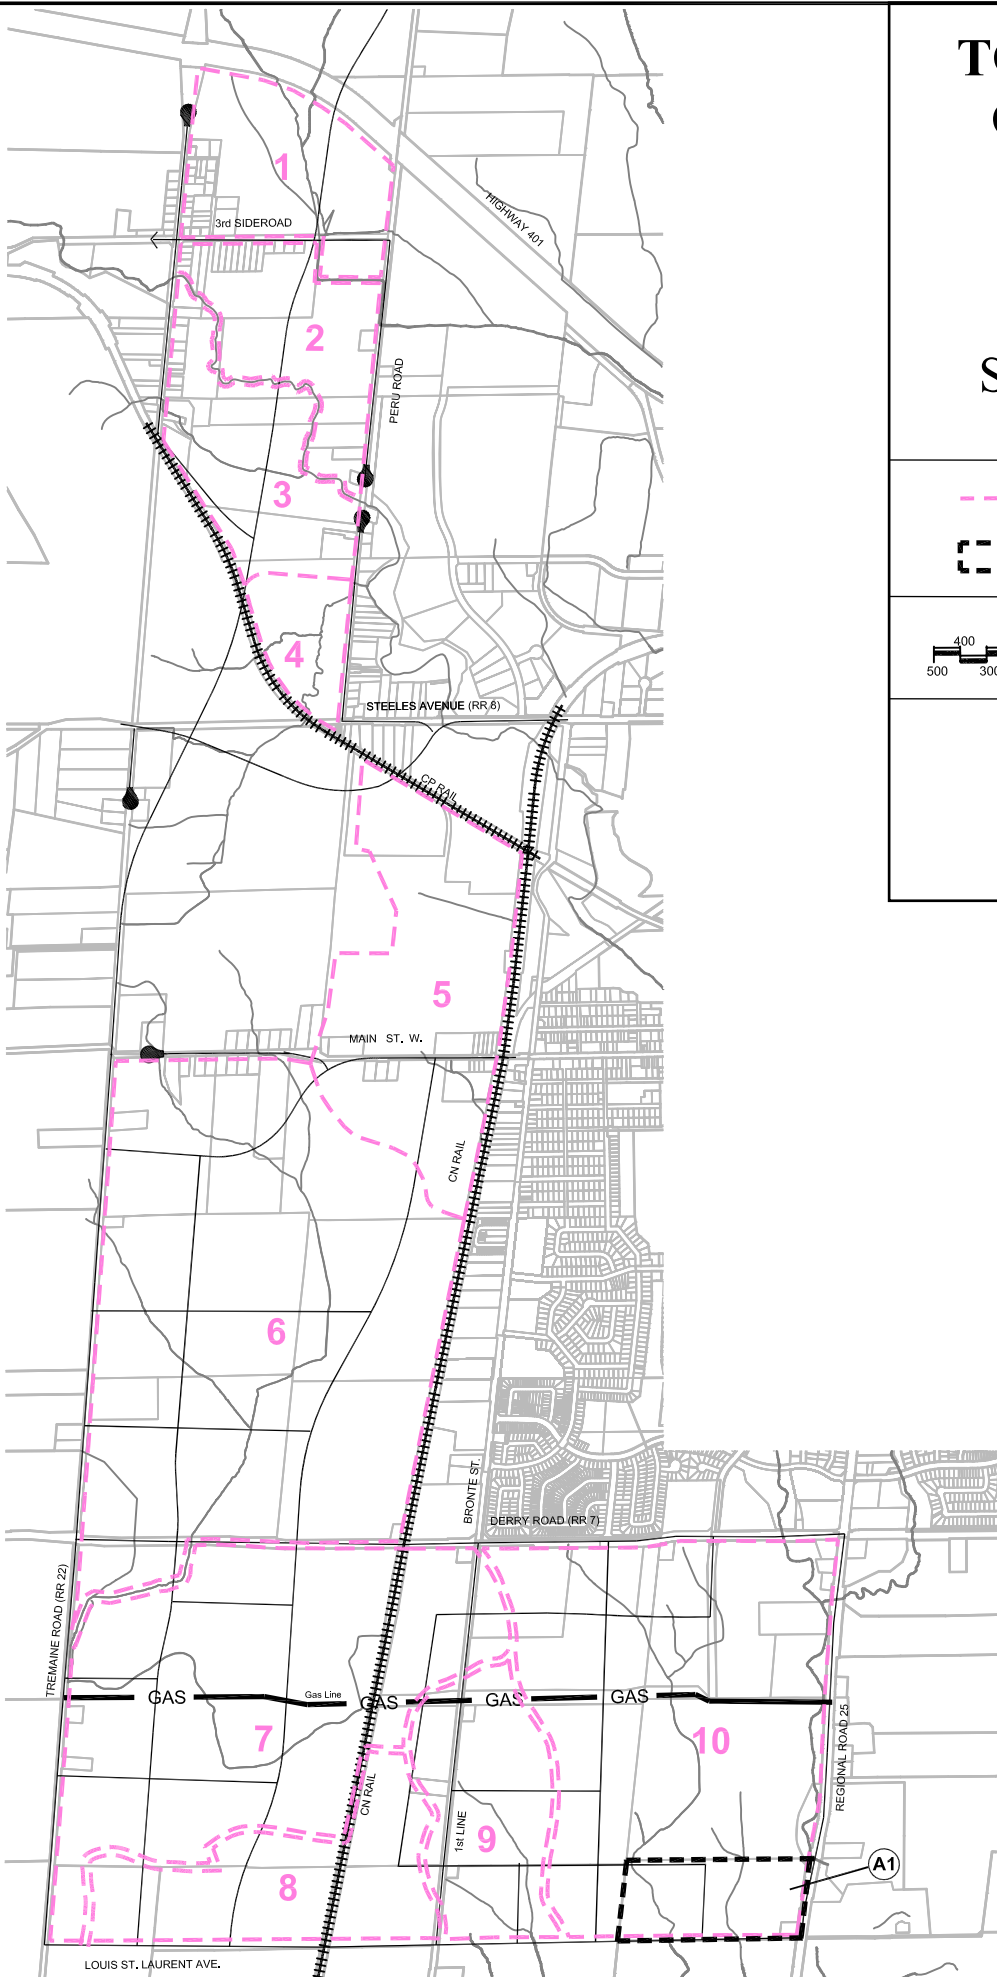 TO
1
3rd SIDEROAD
HIGHWAY 401
2
S
PERU ROAD
3
400
500
300
4
STEELES AVENUE (RR 8)
CP RAIL
5
MAIN ST. W.
CN RAIL
6
BRONTE ST.
DERRY ROAD (RR 7)
TREMAINE ROAD (RR 22)
GAS
Gas Line
GAS
GAS
GAS
7
10
REGIONAL ROAD 25
CN RAIL
1st LINE
9
A1
8
LOUIS ST. LAURENT AVE.